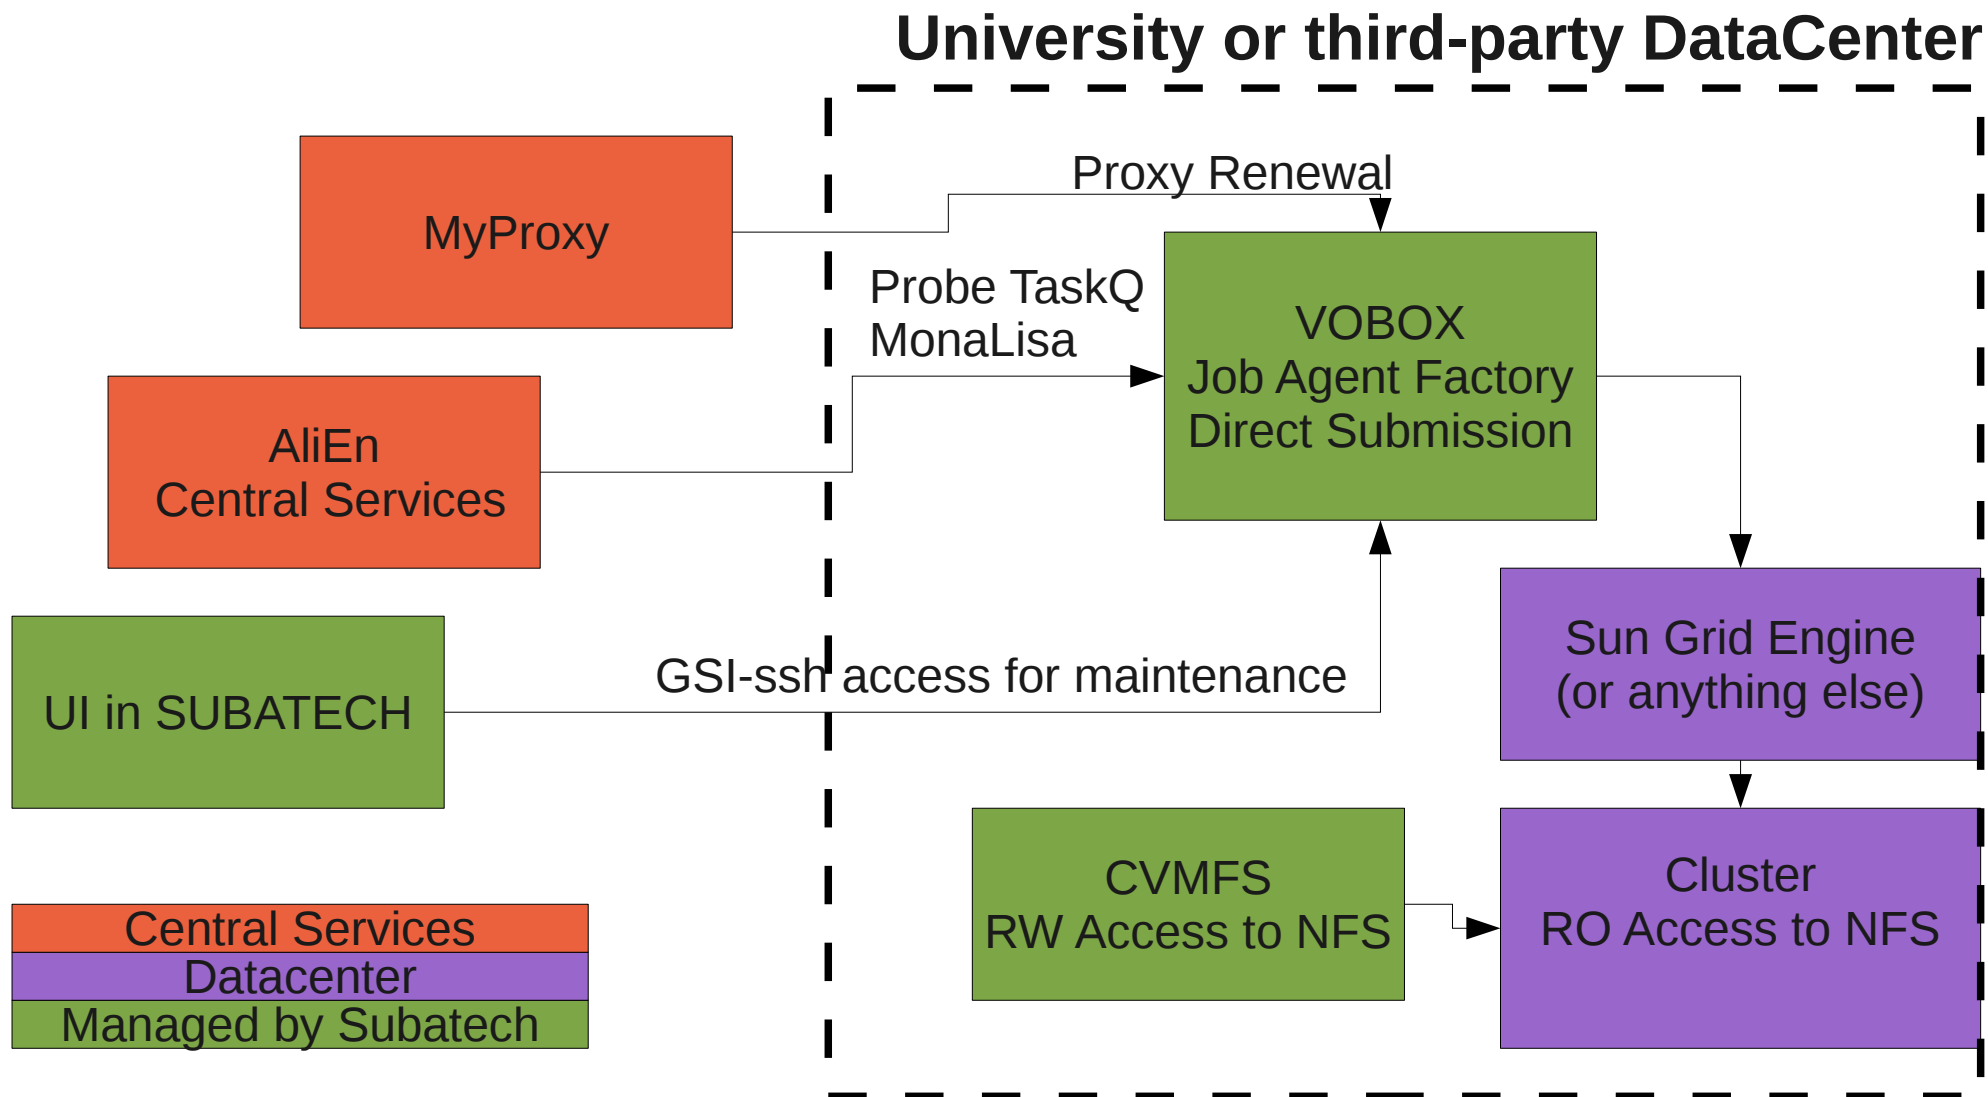 University or third-party DataCenter
Proxy Renewal
MyProxy
Probe TaskQ
MonaLisa
VOBOX
Job Agent Factory
Direct Submission
AliEn
Central Services
GSI-ssh access for maintenance
UI in SUBATECH
Sun Grid Engine
(or anything else)
CVMFS
RW Access to NFS
Cluster
RO Access to NFS
Central Services
Datacenter
Managed by Subatech